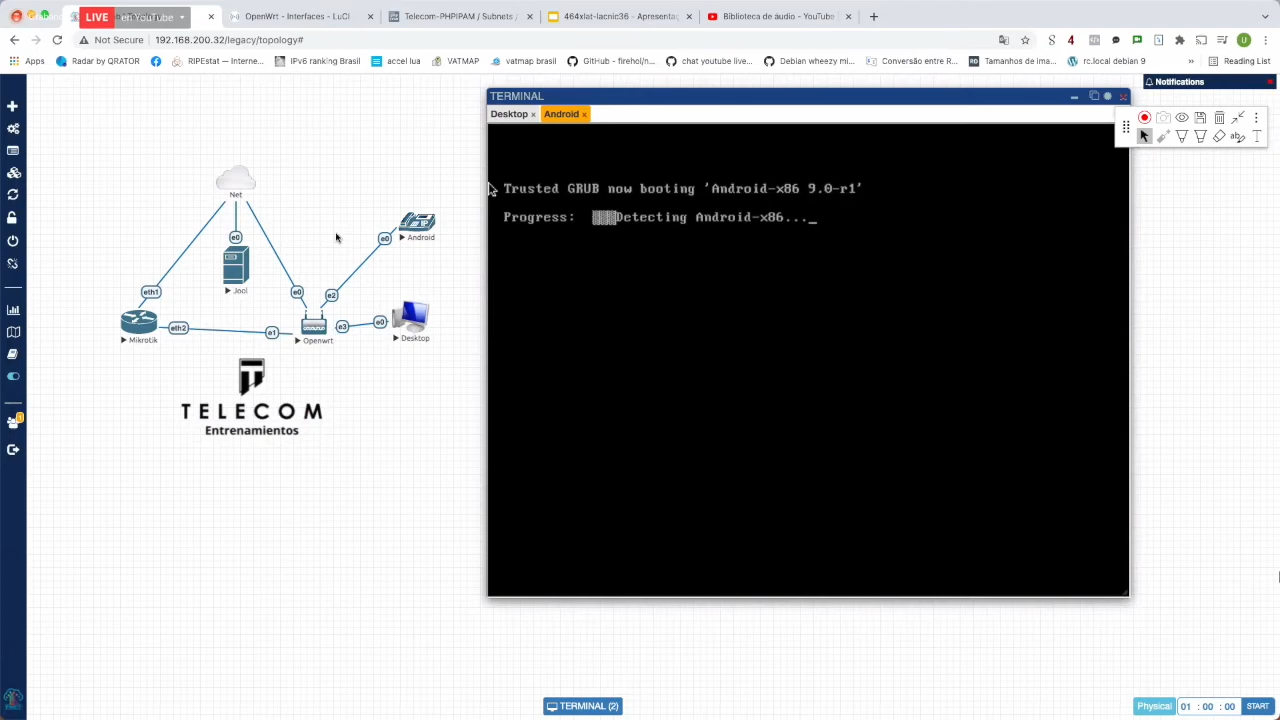 LIVE en YouTube
OpenWrt - Interfaces - LuCI
Telecom-PHPIPAM / Subnets
464xlat-lacnic36 - Apresentaç
Biblioteca de áudio - YouTube
Not Secure 192.168.200.32/legacy/topology#
Apps
Radar by QRATOR
RIPEstat — Interne...
IPv6 ranking Brasil
accel lua
VATMAP
vatmap brasil
GitHub - firehol/n...
chat youtube live...
Debian wheezy mi...
Conversão entre R...
Tamanhos de ima...
rc.local debian 9
»
Reading List
Notifications
TERMINAL
Desktop × Android ×
Trusted GRUB now booting 'Android-x86 9.0-r1'
Progress: Detecting Android-x86..._
Net
e0
Jool
e0
Android
eth1
e0
e2
Mikrotik
eth2
e1
Openwrt
e3
e0
Desktop
TELECOM
Entrenamientos
TERMINAL (2)
Physical 01 : 00 : 00 START